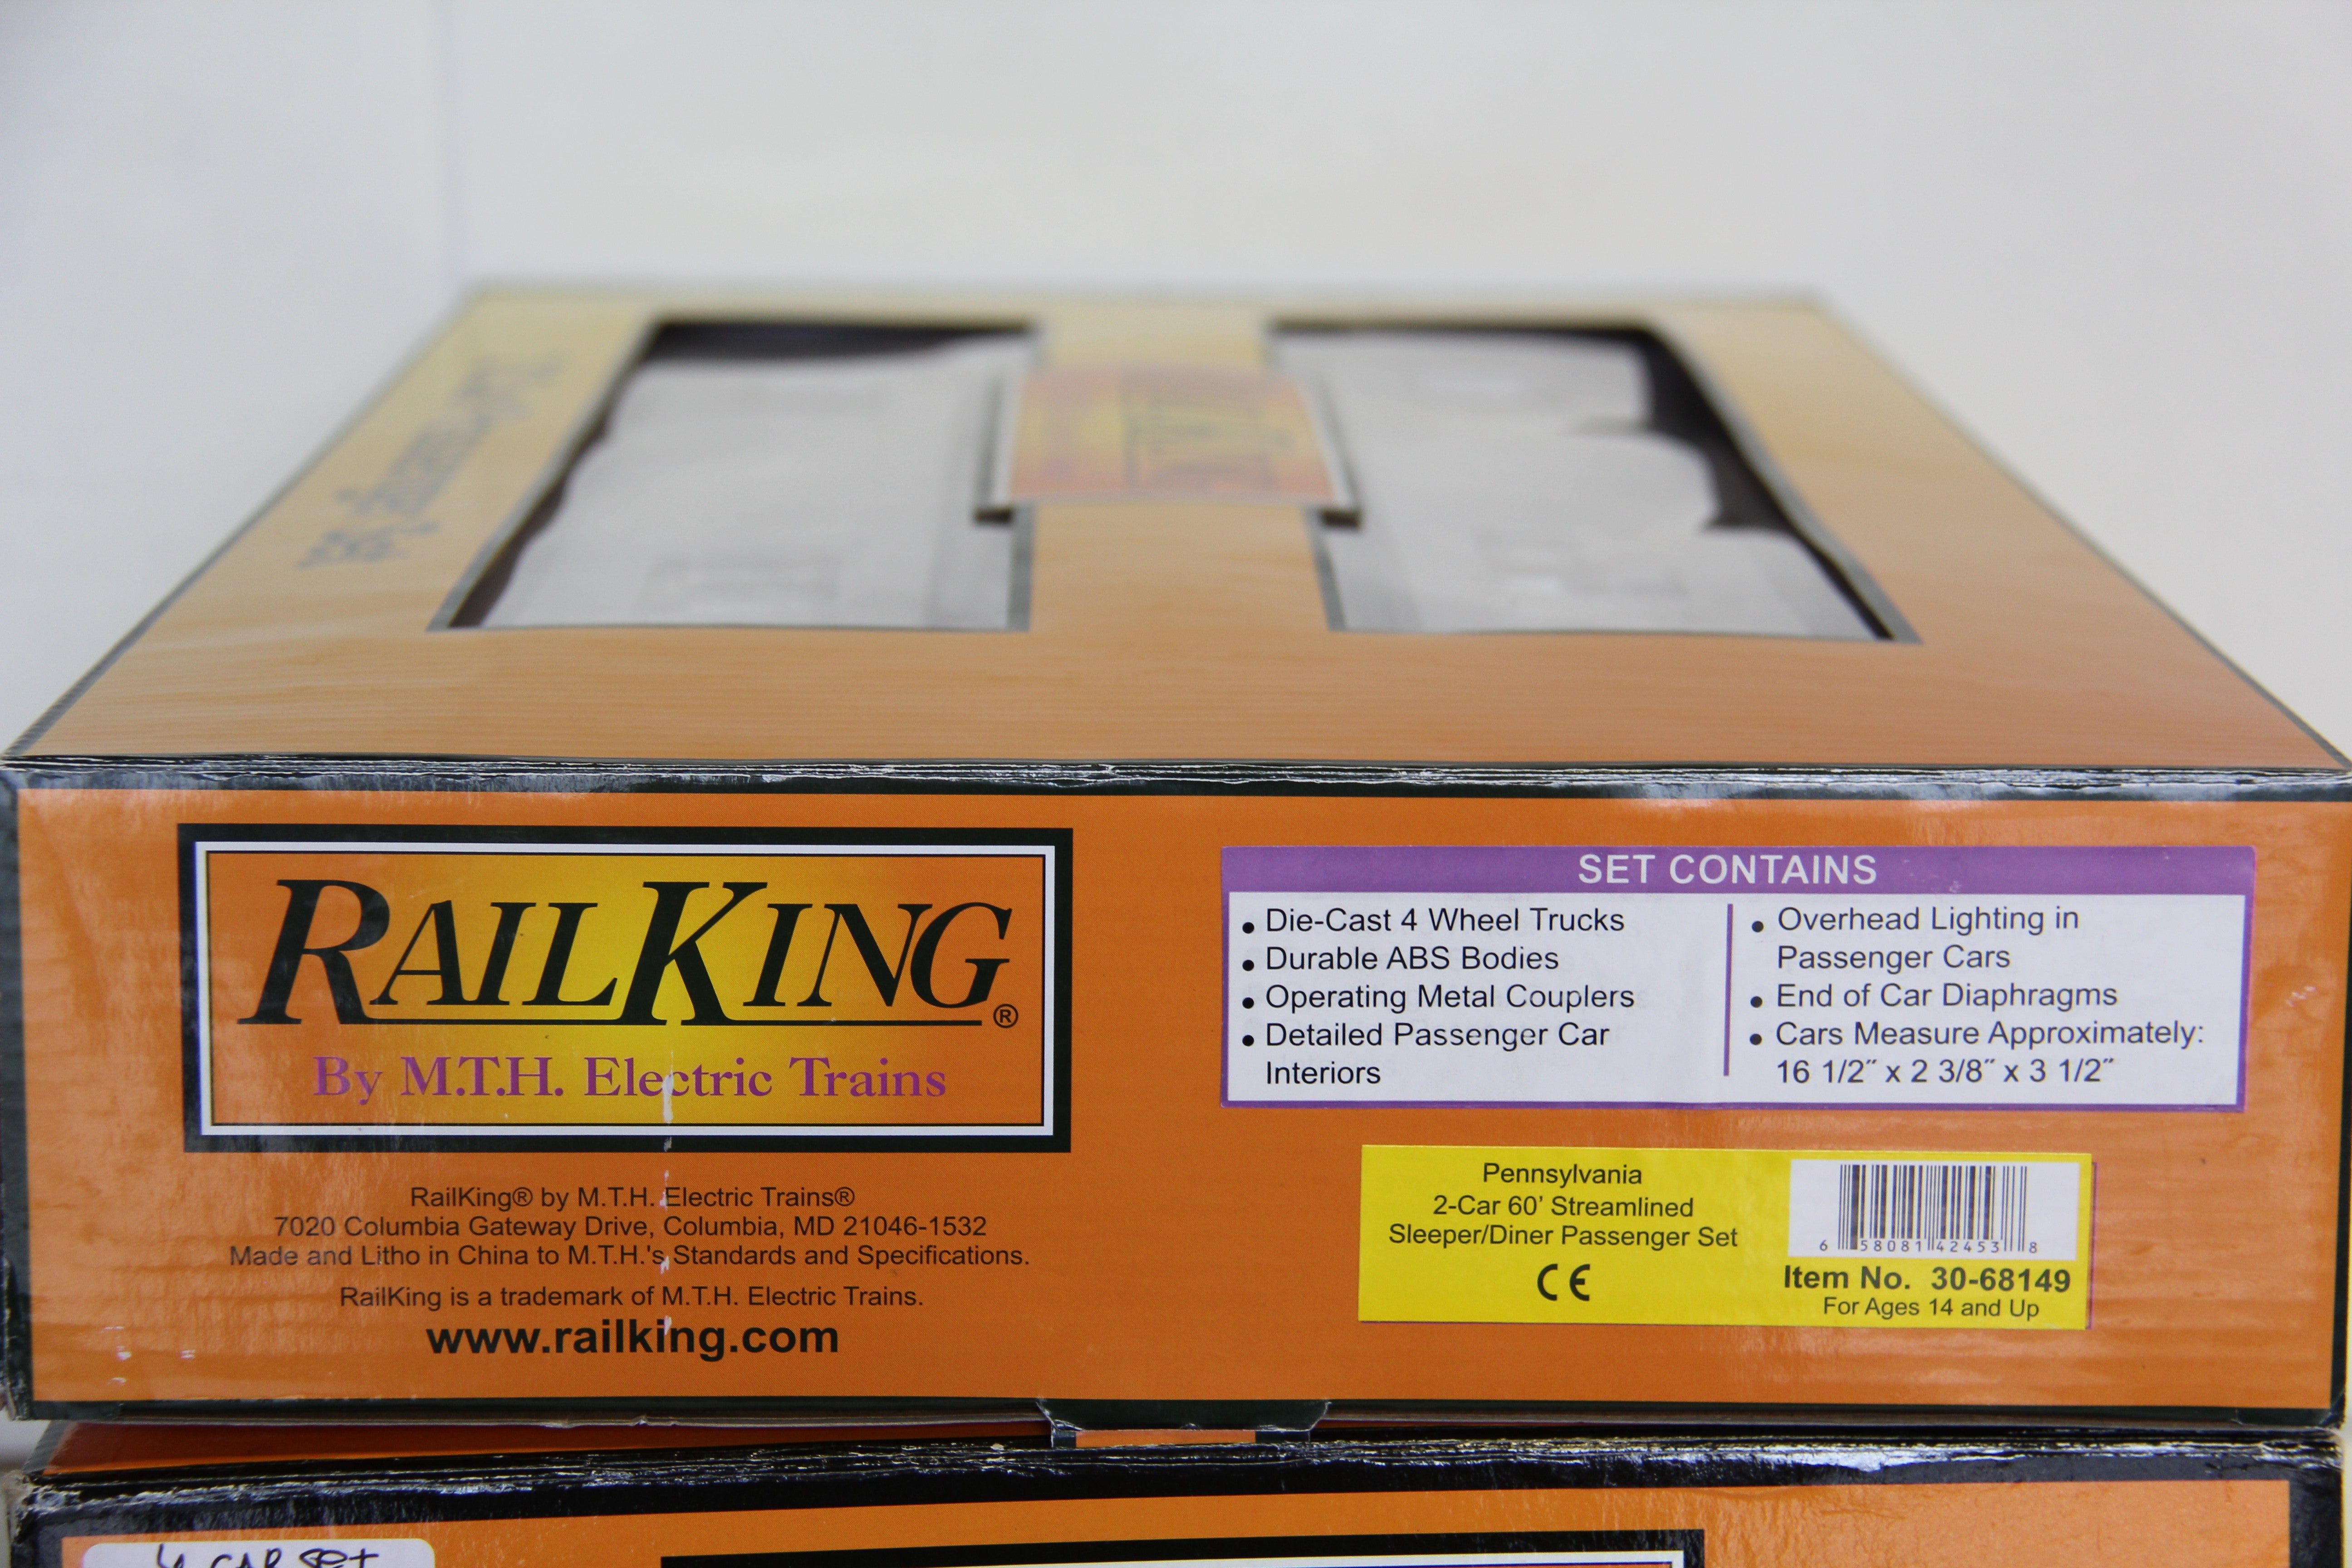 RAILKING®
By M.T.H. Electric Trains
RailKing® by M.T.H. Electric Trains®
7020 Columbia Gateway Drive, Columbia, MD 21046-1532
Made and Litho in China to M.T.H.'s Standards and Specifications.
RailKing is a trademark of M.T.H. Electric Trains.
www.railking.com
SET CONTAINS
• Die-Cast 4 Wheel Trucks
• Durable ABS Bodies
• Operating Metal Couplers
• Detailed Passenger Car
Interiors
• Overhead Lighting in
Passenger Cars
• End of Car Diaphragms
• Cars Measure Approximately:
16 1/2˝ x 2 3/8˝ x 3 1/2˝
Pennsylvania
2-Car 60' Streamlined
Sleeper/Diner Passenger Set
CE
6 58081 42453 8
Item No. 30-68149
For Ages 14 and Up
CAR SET